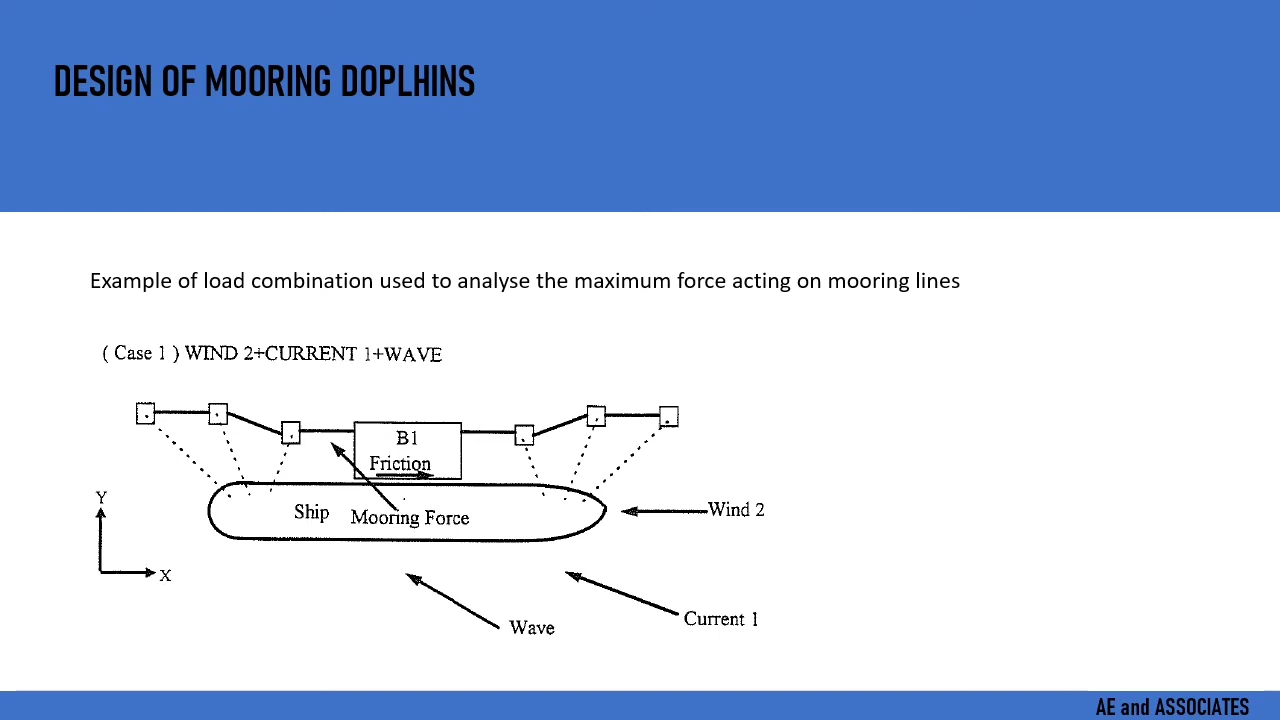 DESIGN OF MOORING DOPLHINS
Example of load combination used to analyse the maximum force acting on mooring lines
( Case 1 ) WIND 2+CURRENT 1+WAVE
B1
Friction
Y
Ship
Mooring Force
Wind 2
X
Wave
Current 1
AE and ASSOCIATES